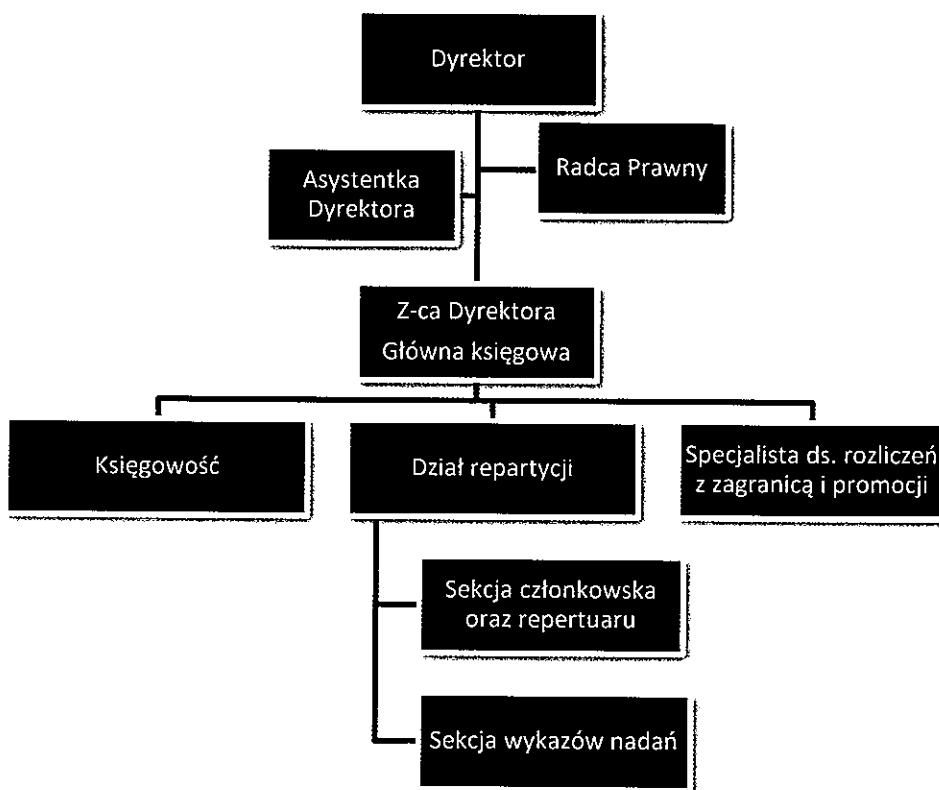 Dyrektor
Radca Prawny
Asystentka
Dyrektora
Z-ca Dyrektora
Główna księgowa
Księgowość
Dział repartycji
Specjalista ds. rozliczeń
z zagranicą i promocji
Sekcja członkowska
oraz repertuaru
Sekcja wykazów nadań